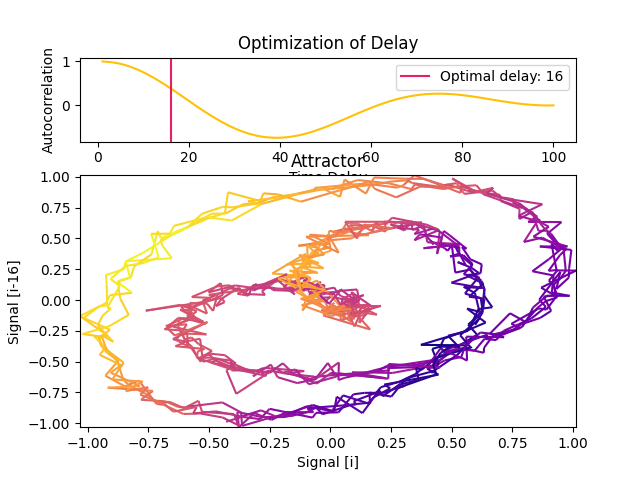 Optimization of Delay
Autocorrelation
1
0
Optimal delay: 16
0 20 40 60 80 100
Time Delay
Attractor
Signal [i-16]
1.00
0.75
0.50
0.25
0.00
−0.25
−0.50
−0.75
−1.00
−1.00 −0.75 −0.50 −0.25 0.00 0.25 0.50 0.75 1.00
Signal [i]